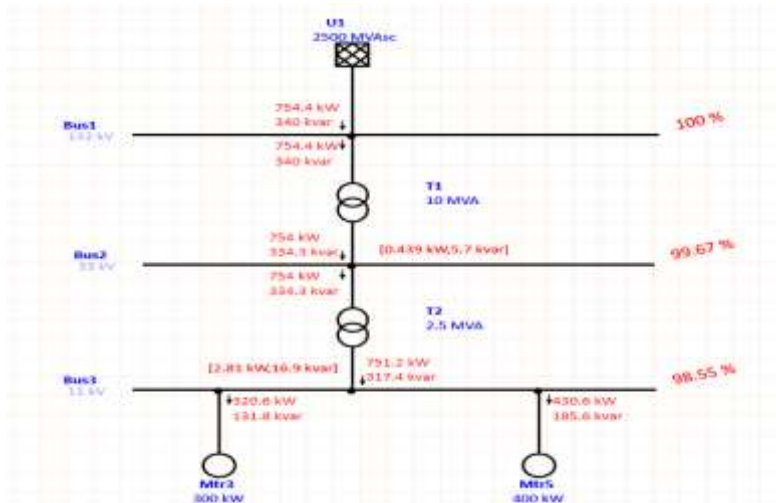 U1
2500 MVAsc
754.4 kW
340 kvar
100 %
Bus1
132 kV
754.4 kW
340 kvar
T1
10 MVA
754 kW
334.3 kvar
[0.439 kW,5.7 kvar]
99.67 %
Bus2
33 kV
754 kW
334.3 kvar
T2
2.5 MVA
[2.81 kW,16.9 kvar]
751.2 kW
317.4 kvar
98.55 %
Bus3
11 kV
320.6 kW
131.8 kvar
430.6 kW
185.6 kvar
Mtr3
300 kW
Mtr5
400 kW